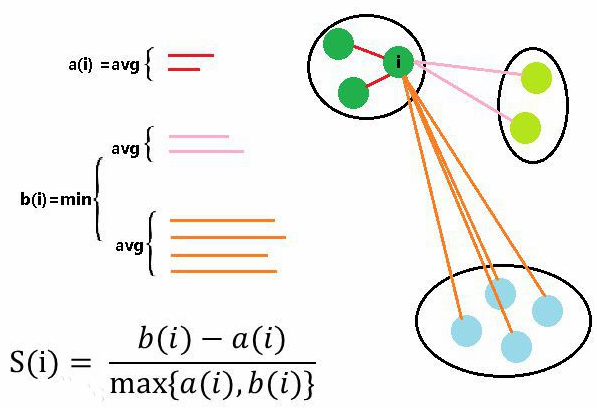 a(i) =avg {
i
avg {
b(i)=min {
avg {
S(i) = b(i) − a(i) / max{a(i), b(i)}